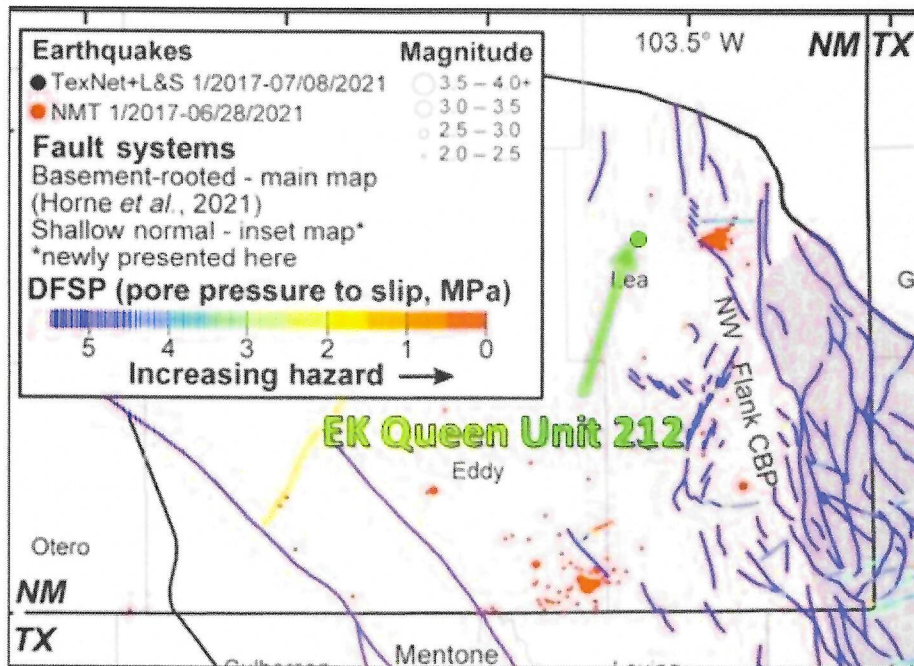 Earthquakes
TexNet+L&S 1/2017-07/08/2021
NMT 1/2017-06/28/2021
Magnitude
3.5 – 4.0+
3.0 – 3.5
2.5 – 3.0
2.0 – 2.5
Fault systems
Basement-rooted - main map
(Horne et al., 2021)
Shallow normal - inset map*
*newly presented here
DFSP (pore pressure to slip, MPa)
5 4 3 2 1 0
Increasing hazard
103.5° W
NM TX
Lea
G
NW Flank CBP
EK Queen Unit 212
Eddy
Otero
NM
TX
Mentone